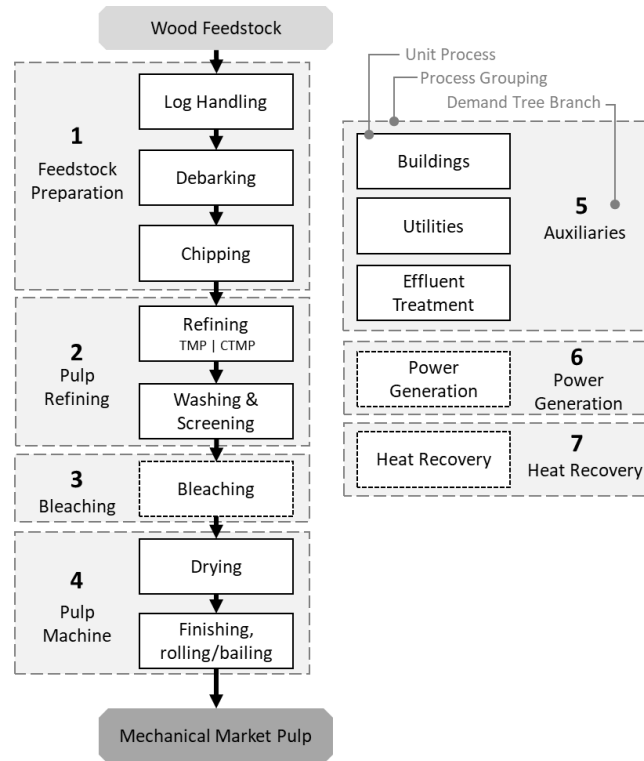 Wood Feedstock
1
Feedstock
Preparation
Log Handling
Debarking
Chipping
2
Pulp
Refining
Refining
TMP | CTMP
Washing &
Screening
3
Bleaching
Bleaching
4
Pulp
Machine
Drying
Finishing,
rolling/bailing
Mechanical Market Pulp
Unit Process
Process Grouping
Demand Tree Branch
Buildings
Utilities
Effluent
Treatment
5
Auxiliaries
Power
Generation
6
Power
Generation
Heat Recovery
7
Heat Recovery